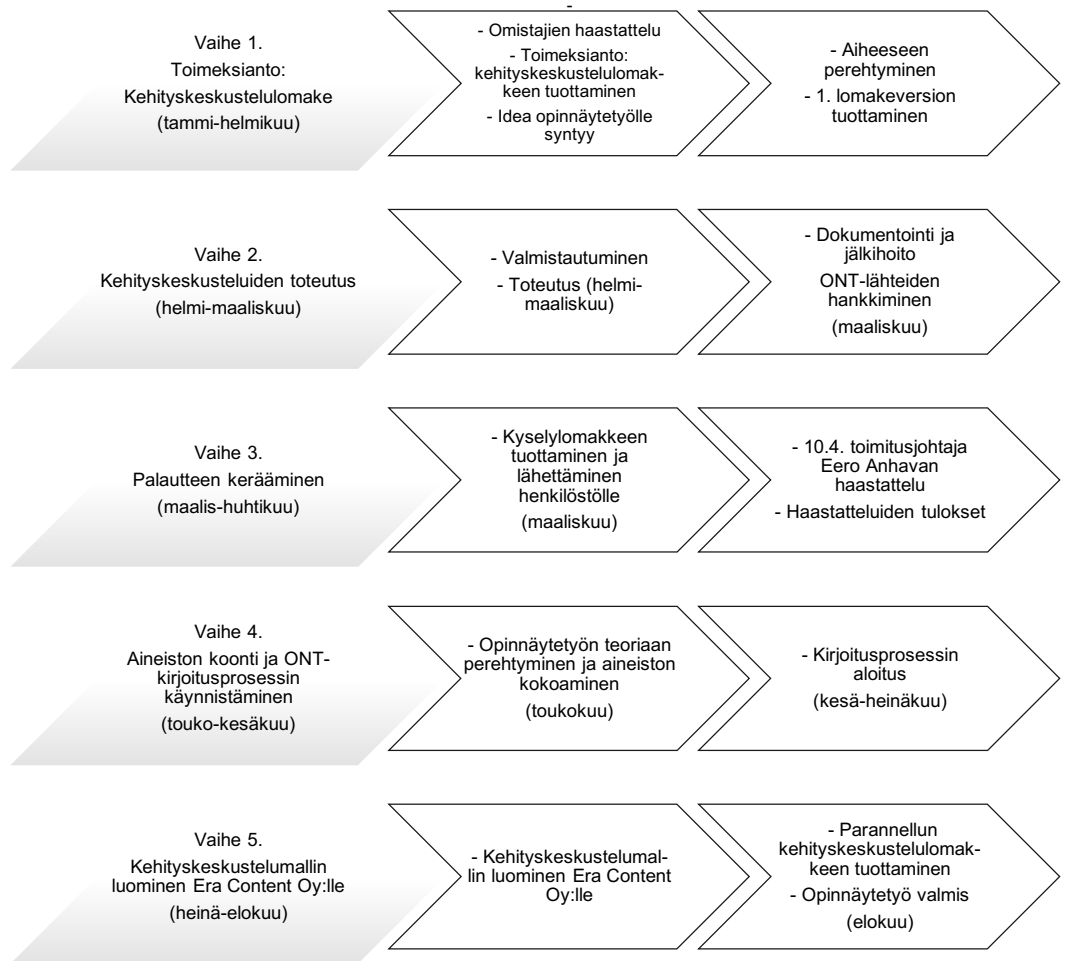 Vaihe 1.
Toimeksianto:
Kehityskeskustelulomake
(tammi-helmikuu)
-
- Omistajien haastattelu
- Toimeksianto:
kehityskeskustelulomak-
keen tuottaminen
- Idea opinnäytetyölle
syntyy
- Aiheeseen
perehtyminen
- 1. lomakeversion
tuottaminen
Vaihe 2.
Kehityskeskusteluiden toteutus
(helmi-maaliskuu)
- Valmistautuminen
- Toteutus (helmi-
maaliskuu)
- Dokumentointi ja
jälkihoito
ONT-lähteiden
hankkiminen
(maaliskuu)
Vaihe 3.
Palautteen kerääminen
(maalis-huhtikuu)
- Kyselylomakkeen
tuottaminen ja
lähettäminen
henkilöstölle
(maaliskuu)
- 10.4. toimitusjohtaja
Eero Anhavan
haastattelu
- Haastatteluiden tulokset
Vaihe 4.
Aineiston koonti ja ONT-
kirjoitusprosessin
käynnistäminen
(touko-kesäkuu)
- Opinnäytetyön teoriaan
perehtyminen ja aineiston
kokoaminen
(toukokuu)
- Kirjoitusprosessin
aloitus
(kesä-heinäkuu)
Vaihe 5.
Kehityskeskustelumallin
luominen Era Content Oy:lle
(heinä-elokuu)
- Kehityskeskustelumal-
lin luominen Era Content
Oy:lle
- Parannellun
kehityskeskustelulomak-
keen tuottaminen
- Opinnäytetyö valmis
(elokuu)